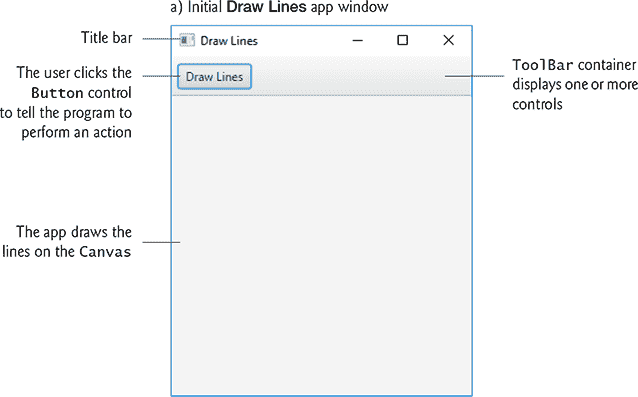 a) Initial Draw Lines app window
Title bar
Draw Lines
The user clicks the
Button control
to tell the program to
perform an action
Draw Lines
ToolBar container
displays one or more
controls
The app draws the
lines on the Canvas